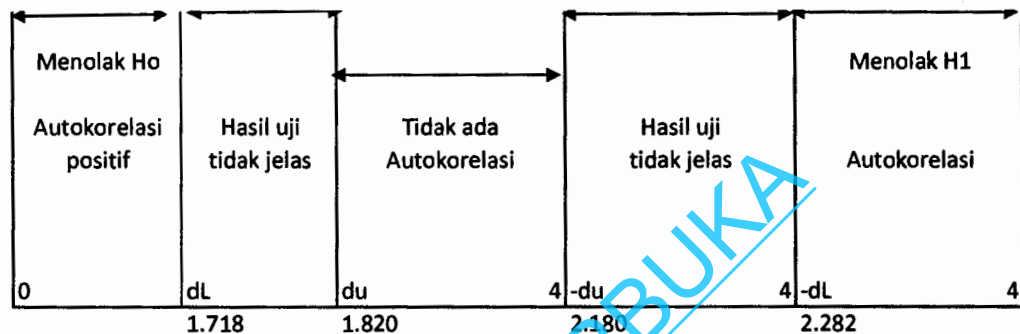 Menolak Ho
Menolak H1
Autokorelasi
positif
Hasil uji
tidak jelas
Tidak ada
Autokorelasi
Hasil uji
tidak jelas
Autokorelasi
0 dL du 4 -du 4 -dL 4
1.718 1.820 2.180 2.282
BUKA